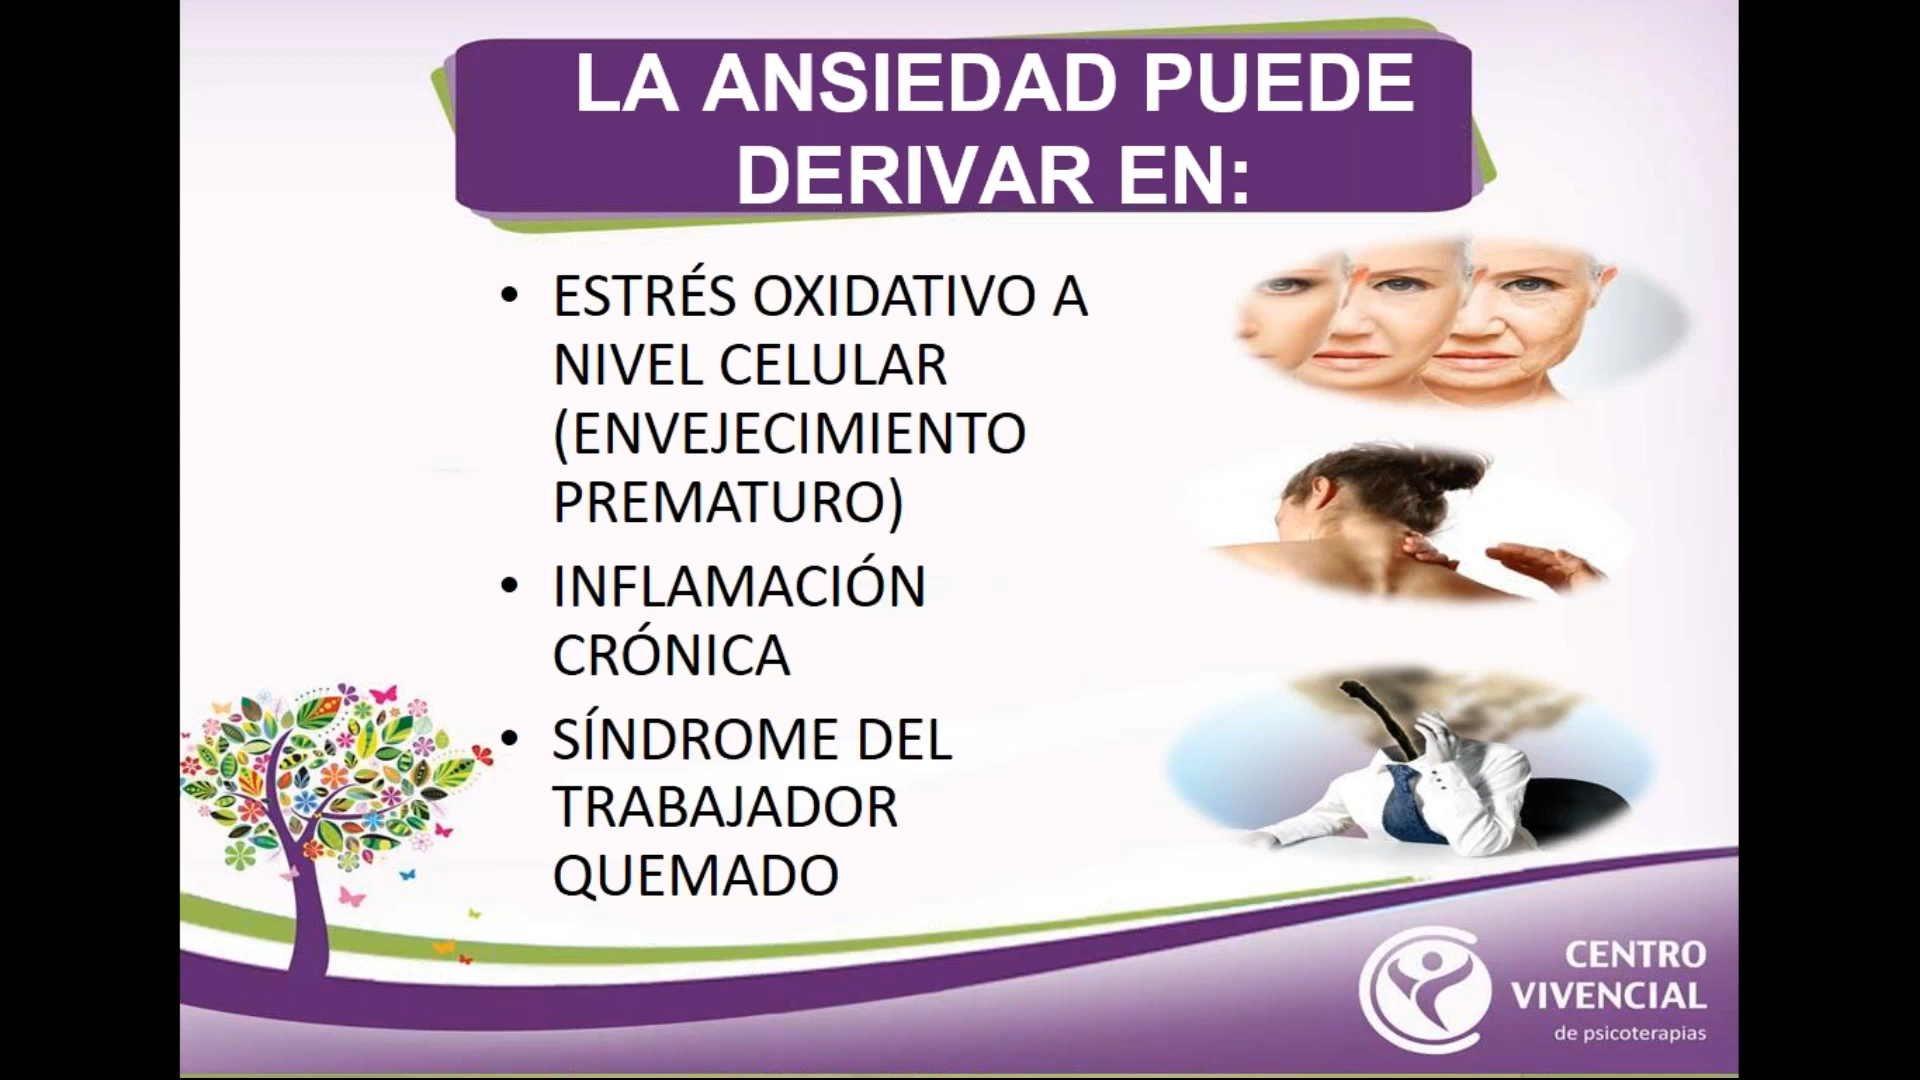 LA ANSIEDAD PUEDE
DERIVAR EN:
• ESTRÉS OXIDATIVO A
NIVEL CELULAR
(ENVEJECIMIENTO
PREMATURO)
• INFLAMACIÓN
CRÓNICA
• SÍNDROME DEL
TRABAJADOR
QUEMADO
CENTRO
VIVENCIAL
de psicoterapias